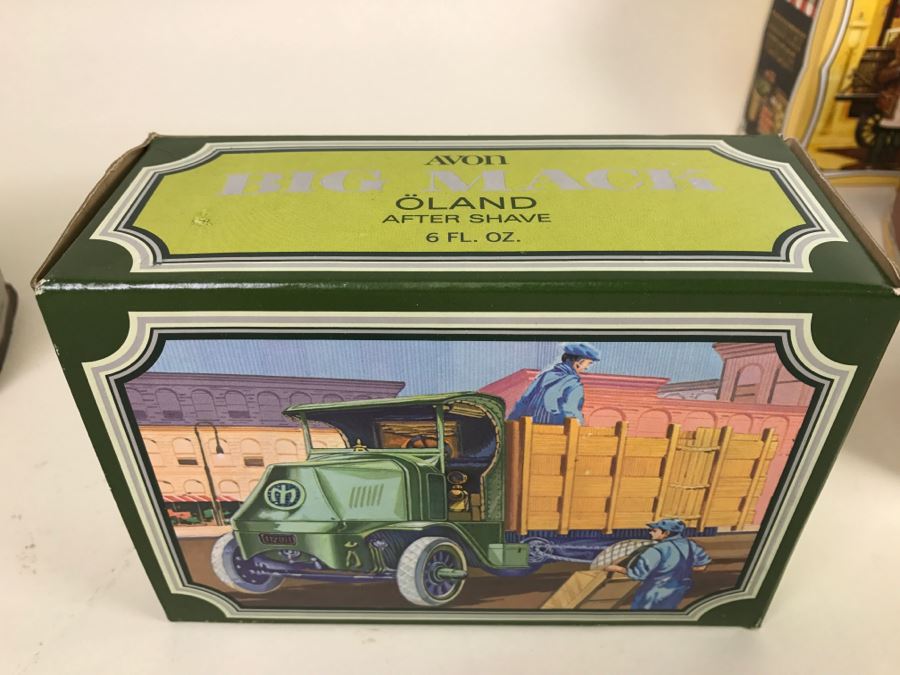 AVON
BIG MACK
ÖLAND
AFTER SHAVE
6 FL. OZ.